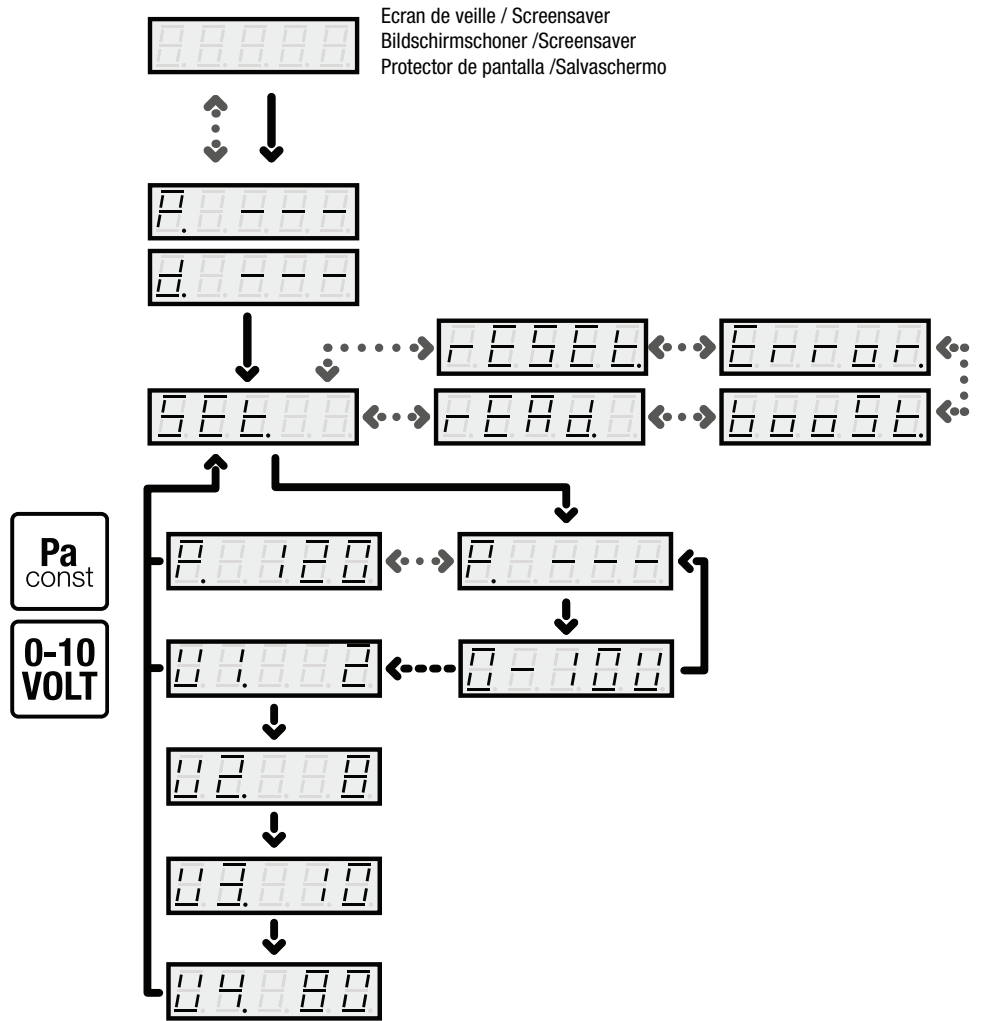 Ecran de veille / Screensaver
Bildschirmschoner /Screensaver
Protector de pantalla /Salvaschermo
P. - - -
d. - - -
rESEt.
Error.
SEt.
rEAd.
booSt.
Pa
const
P. 120
P. - - -
0-10
VOLT
U1. 2
0-10U
U2. 8
U3. 10
U4. 80